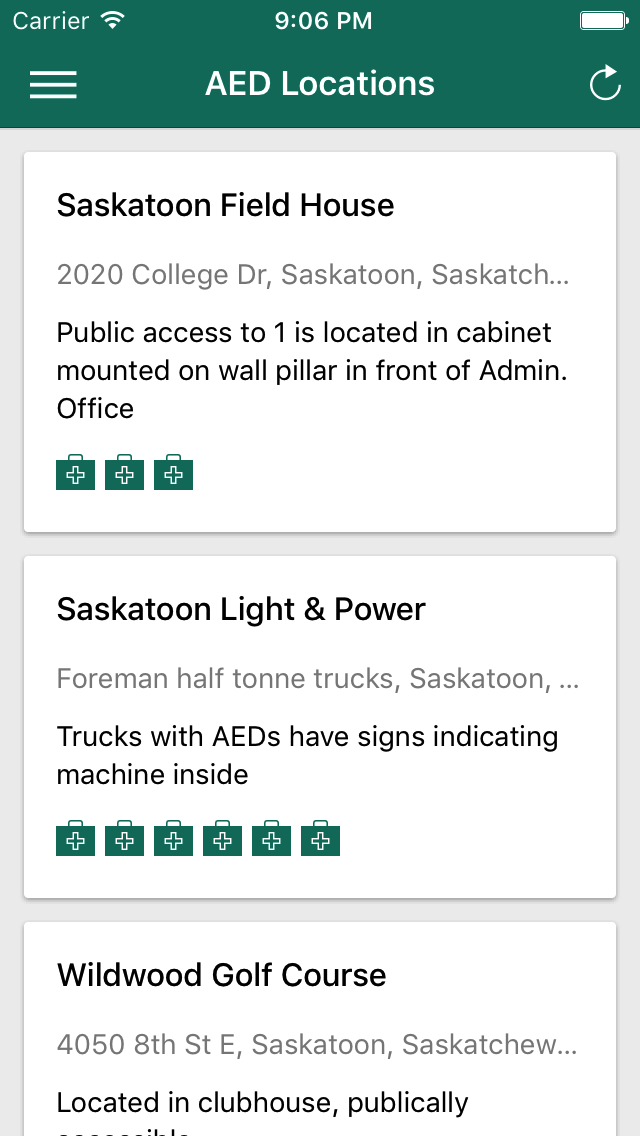 Carrier 9:06 PM
AED Locations
Saskatoon Field House
2020 College Dr, Saskatoon, Saskatch...
Public access to 1 is located in cabinet
mounted on wall pillar in front of Admin.
Office
Saskatoon Light & Power
Foreman half tonne trucks, Saskatoon, ...
Trucks with AEDs have signs indicating
machine inside
Wildwood Golf Course
4050 8th St E, Saskatoon, Saskatchew...
Located in clubhouse, publically